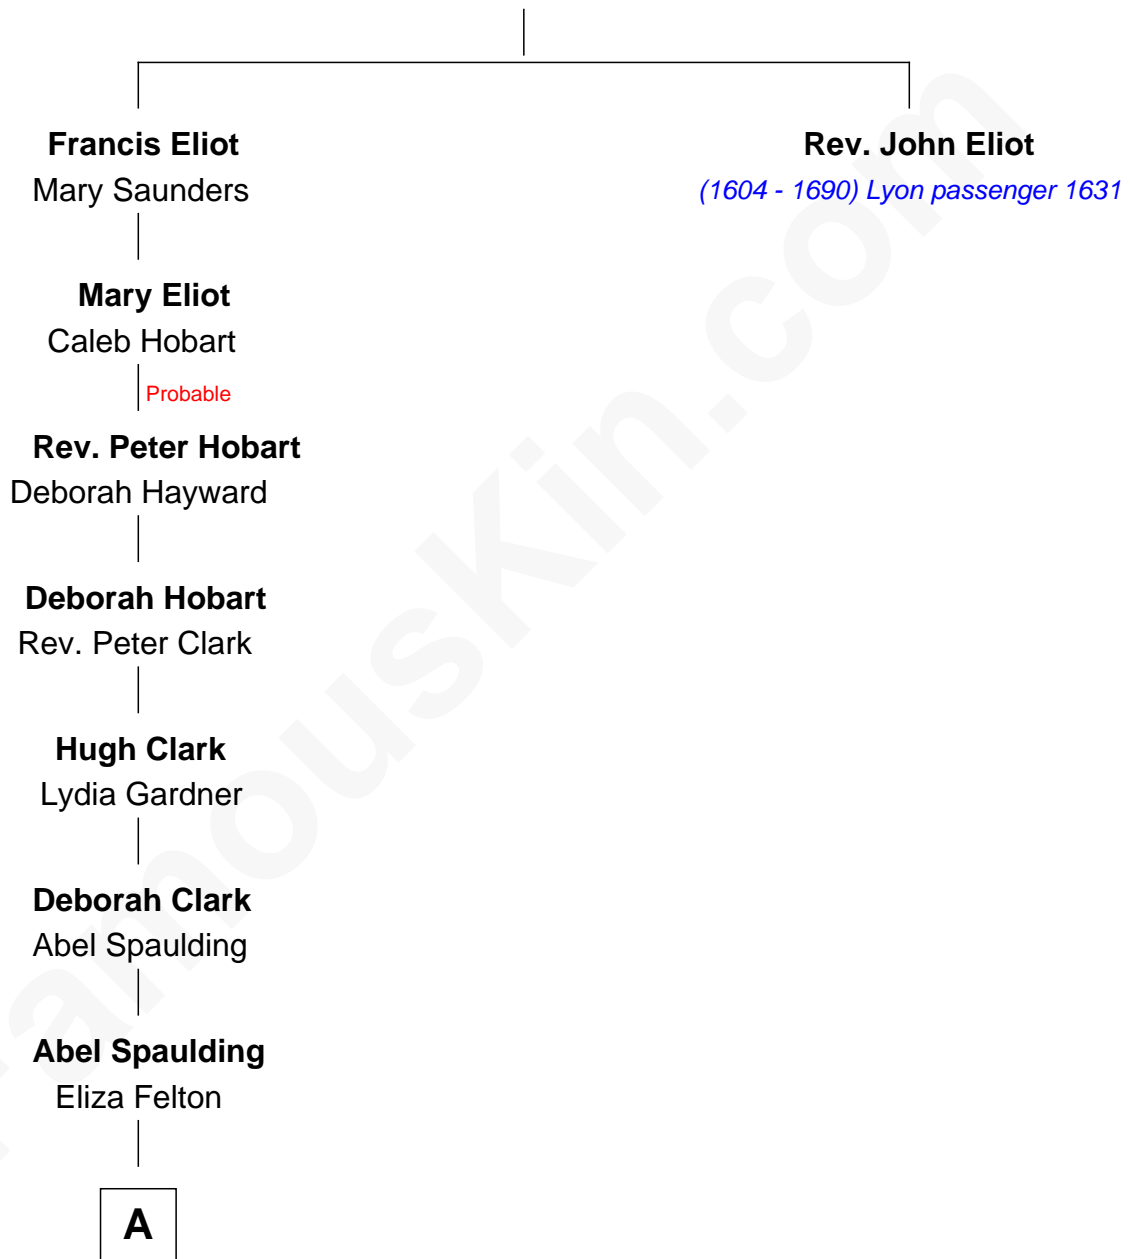 Francis Eliot
Mary Saunders
Rev. John Eliot
(1604 - 1690) Lyon passenger 1631
Mary Eliot
Caleb Hobart
Probable
Rev. Peter Hobart
Deborah Hayward
Deborah Hobart
Rev. Peter Clark
Hugh Clark
Lydia Gardner
Deborah Clark
Abel Spaulding
Abel Spaulding
Eliza Felton
A
FamousKin.com